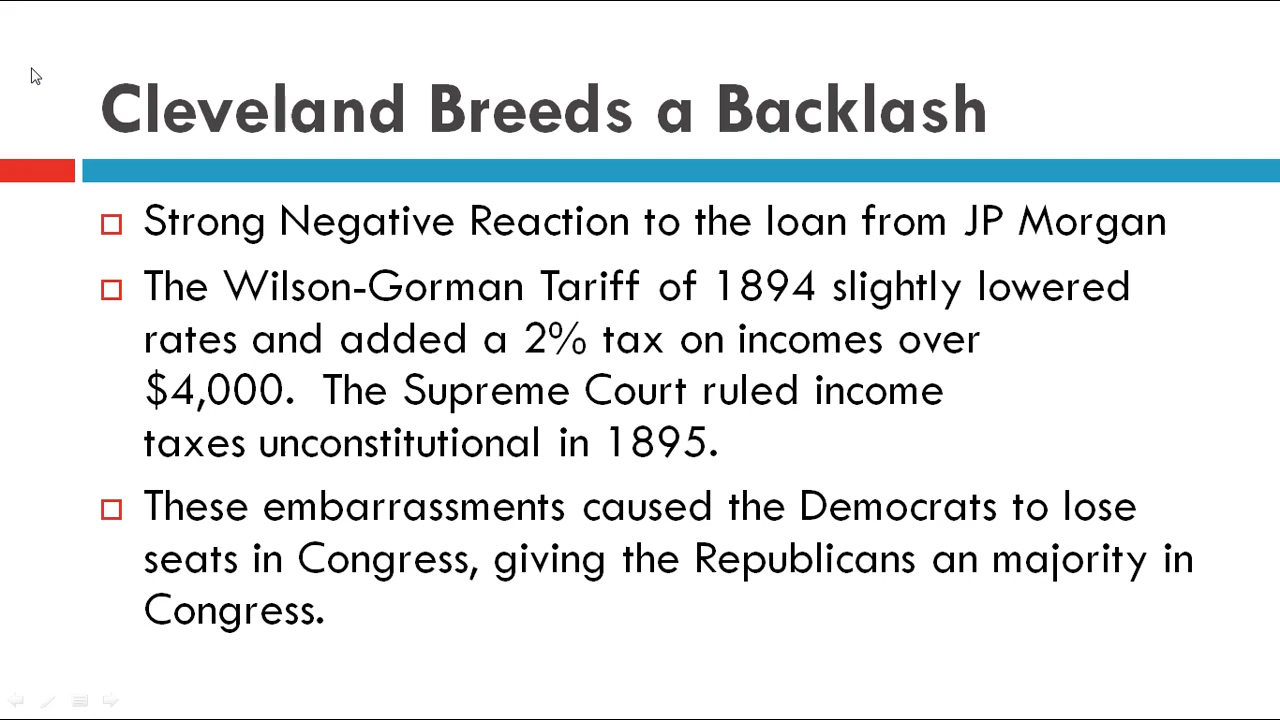 Cleveland Breeds a Backlash
Strong Negative Reaction to the loan from JP Morgan
The Wilson-Gorman Tariff of 1894 slightly lowered
rates and added a 2% tax on incomes over
$4,000.  The Supreme Court ruled income
taxes unconstitutional in 1895.
These embarrassments caused the Democrats to lose
seats in Congress, giving the Republicans an majority in
Congress.